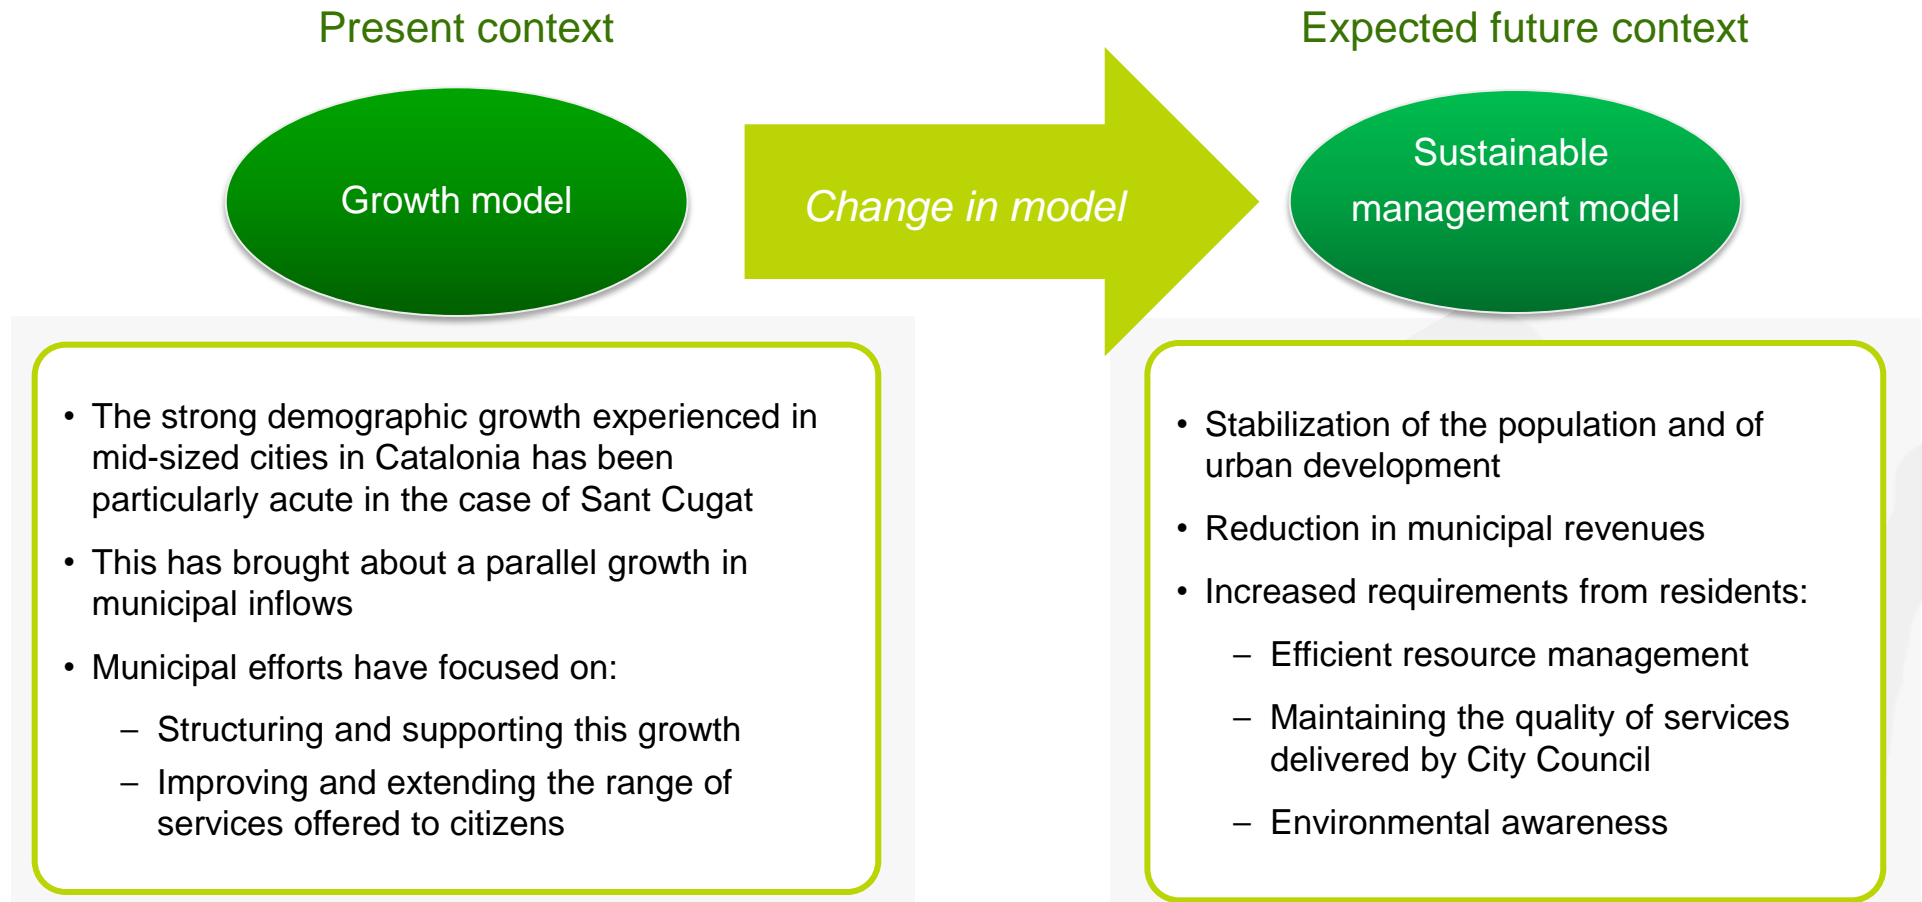 Present context
Growth model
• The strong demographic growth experienced in
mid-sized cities in Catalonia has been
particularly acute in the case of Sant Cugat
• This has brought about a parallel growth in
municipal inflows
• Municipal efforts have focused on:
– Structuring and supporting this growth
– Improving and extending the range of
services offered to citizens
Change in model
Expected future context
Sustainable
management model
• Stabilization of the population and of
urban development
• Reduction in municipal revenues
• Increased requirements from residents:
– Efficient resource management
– Maintaining the quality of services
delivered by City Council
– Environmental awareness